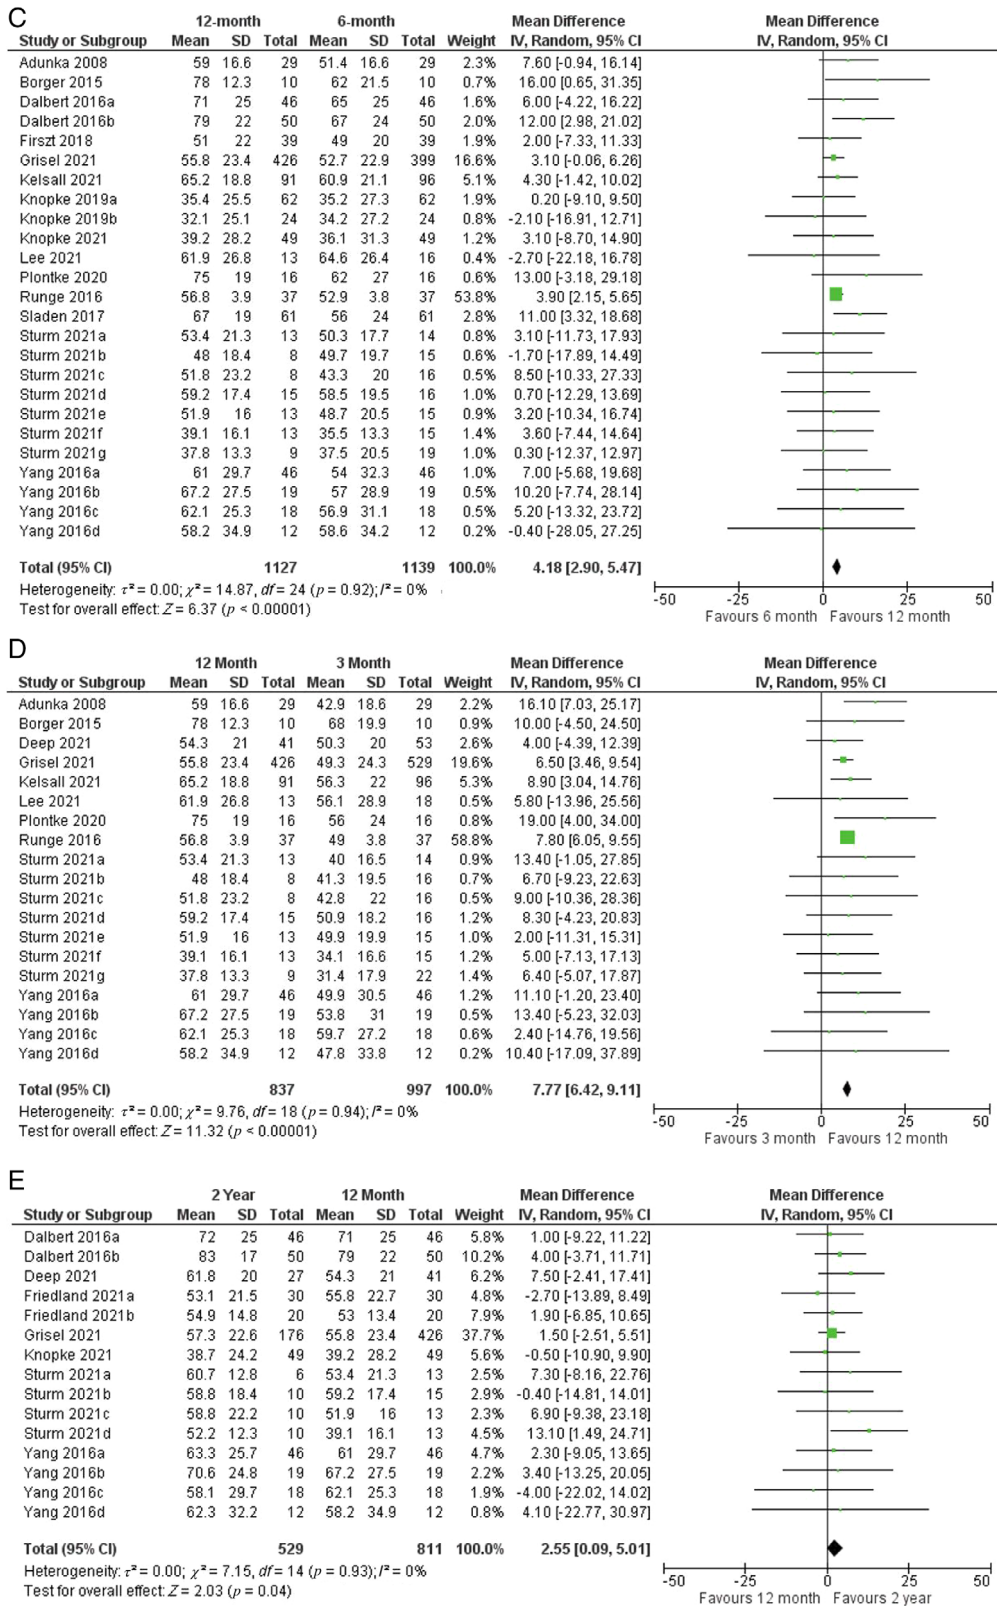 C
12-month 6-month Mean Difference Mean Difference
Study or Subgroup Mean SD Total Mean SD Total Weight IV, Random, 95% CI IV, Random, 95% CI
Adunka 2008 59 16.6 29 51.4 16.6 29 2.3% 7.60 [-0.94, 16.14]
Borger 2015 78 12.3 10 62 21.5 10 0.7% 16.00 [0.65, 31.35]
Dalbert 2016a 71 25 46 65 25 46 1.6% 6.00 [-4.22, 16.22]
Dalbert 2016b 79 22 50 67 24 50 2.0% 12.00 [2.98, 21.02]
Firszt 2018 51 22 39 49 20 39 1.9% 2.00 [-7.33, 11.33]
Grisel 2021 55.8 23.4 426 52.7 22.9 399 16.6% 3.10 [-0.06, 6.26]
Kelsall 2021 65.2 18.8 91 60.9 21.1 96 5.1% 4.30 [-1.42, 10.02]
Knopke 2019a 35.4 25.5 62 35.2 27.3 62 1.9% 0.20 [-9.10, 9.50]
Knopke 2019b 32.1 25.1 24 34.2 27.2 24 0.8% -2.10 [-16.91, 12.71]
Knopke 2021 39.2 28.2 49 36.1 31.3 49 1.2% 3.10 [-8.70, 14.90]
Lee 2021 61.9 26.8 13 64.6 26.4 16 0.4% -2.70 [-22.18, 16.78]
Plontke 2020 75 19 16 62 27 16 0.6% 13.00 [-3.18, 29.18]
Runge 2016 56.8 3.9 37 52.9 3.8 37 53.8% 3.90 [2.15, 5.65]
Sladen 2017 67 19 61 56 24 61 2.8% 11.00 [3.32, 18.68]
Sturm 2021a 53.4 21.3 13 50.3 17.7 14 0.8% 3.10 [-11.73, 17.93]
Sturm 2021b 48 18.4 8 49.7 19.7 15 0.6% -1.70 [-17.89, 14.49]
Sturm 2021c 51.8 23.2 8 43.3 20 16 0.5% 8.50 [-10.33, 27.33]
Sturm 2021d 59.2 17.4 15 58.5 19.5 16 1.0% 0.70 [-12.29, 13.69]
Sturm 2021e 51.9 16 13 48.7 20.5 15 0.9% 3.20 [-10.34, 16.74]
Sturm 2021f 39.1 16.1 13 35.5 13.3 15 1.4% 3.60 [-7.44, 14.64]
Sturm 2021g 37.8 13.3 9 37.5 20.5 19 1.0% 0.30 [-12.37, 12.97]
Yang 2016a 61 29.7 46 54 32.3 46 1.0% 7.00 [-5.68, 19.68]
Yang 2016b 67.2 27.5 19 57 28.9 19 0.5% 10.20 [-7.74, 28.14]
Yang 2016c 62.1 25.3 18 56.9 31.1 18 0.5% 5.20 [-13.32, 23.72]
Yang 2016d 58.2 34.9 12 58.6 34.2 12 0.2% -0.40 [-28.05, 27.25]
Total (95% CI) 1127 1139 100.0% 4.18 [2.90, 5.47]
Heterogeneity: τ² = 0.00; χ² = 14.87, df = 24 (p = 0.92); I² = 0%
Test for overall effect: Z = 6.37 (p < 0.00001)
-50 -25 0 25 50
Favours 6 month Favours 12 month
D
12 Month 3 Month Mean Difference Mean Difference
Study or Subgroup Mean SD Total Mean SD Total Weight IV, Random, 95% CI IV, Random, 95% CI
Adunka 2008 59 16.6 29 42.9 18.6 29 2.2% 16.10 [7.03, 25.17]
Borger 2015 78 12.3 10 68 19.9 10 0.9% 10.00 [-4.50, 24.50]
Deep 2021 54.3 21 41 50.3 20 53 2.6% 4.00 [-4.39, 12.39]
Grisel 2021 55.8 23.4 426 49.3 24.3 529 19.6% 6.50 [3.46, 9.54]
Kelsall 2021 65.2 18.8 91 56.3 22 96 5.3% 8.90 [3.04, 14.76]
Lee 2021 61.9 26.8 13 56.1 28.9 18 0.5% 5.80 [-13.96, 25.56]
Plontke 2020 75 19 16 56 24 16 0.8% 19.00 [4.00, 34.00]
Runge 2016 56.8 3.9 37 49 3.8 37 58.8% 7.80 [6.05, 9.55]
Sturm 2021a 53.4 21.3 13 40 16.5 14 0.9% 13.40 [-1.05, 27.85]
Sturm 2021b 48 18.4 8 41.3 19.5 16 0.7% 6.70 [-9.23, 22.63]
Sturm 2021c 51.8 23.2 8 42.8 22 16 0.5% 9.00 [-10.36, 28.36]
Sturm 2021d 59.2 17.4 15 50.9 18.2 16 1.2% 8.30 [-4.23, 20.83]
Sturm 2021e 51.9 16 13 49.9 19.9 15 1.0% 2.00 [-11.31, 15.31]
Sturm 2021f 39.1 16.1 13 34.1 16.6 15 1.2% 5.00 [-7.13, 17.13]
Sturm 2021g 37.8 13.3 9 31.4 17.9 22 1.4% 6.40 [-5.07, 17.87]
Yang 2016a 61 29.7 46 49.9 30.5 46 1.2% 11.10 [-1.20, 23.40]
Yang 2016b 67.2 27.5 19 53.8 31 19 0.5% 13.40 [-5.23, 32.03]
Yang 2016c 62.1 25.3 18 59.7 27.2 18 0.6% 2.40 [-14.76, 19.56]
Yang 2016d 58.2 34.9 12 47.8 33.8 12 0.2% 10.40 [-17.09, 37.89]
Total (95% CI) 837 997 100.0% 7.77 [6.42, 9.11]
Heterogeneity: τ² = 0.00; χ² = 9.76, df = 18 (p = 0.94); I² = 0%
Test for overall effect: Z = 11.32 (p < 0.00001)
-50 -25 0 25 50
Favours 3 month Favours 12 month
E
2 Year 12 Month Mean Difference Mean Difference
Study or Subgroup Mean SD Total Mean SD Total Weight IV, Random, 95% CI IV, Random, 95% CI
Dalbert 2016a 72 25 46 71 25 46 5.8% 1.00 [-9.22, 11.22]
Dalbert 2016b 83 17 50 79 22 50 10.2% 4.00 [-3.71, 11.71]
Deep 2021 61.8 20 27 54.3 21 41 6.2% 7.50 [-2.41, 17.41]
Friedland 2021a 53.1 21.5 30 55.8 22.7 30 4.8% -2.70 [-13.89, 8.49]
Friedland 2021b 54.9 14.8 20 53 13.4 20 7.9% 1.90 [-6.85, 10.65]
Grisel 2021 57.3 22.6 176 55.8 23.4 426 37.7% 1.50 [-2.51, 5.51]
Knopke 2021 38.7 24.2 49 39.2 28.2 49 5.6% -0.50 [-10.90, 9.90]
Sturm 2021a 60.7 12.8 6 53.4 21.3 13 2.5% 7.30 [-8.16, 22.76]
Sturm 2021b 58.8 18.4 10 59.2 17.4 15 2.9% -0.40 [-14.81, 14.01]
Sturm 2021c 58.8 22.2 10 51.9 16 13 2.3% 6.90 [-9.38, 23.18]
Sturm 2021d 52.2 12.3 10 39.1 16.1 13 4.5% 13.10 [1.49, 24.71]
Yang 2016a 63.3 25.7 46 61 29.7 46 4.7% 2.30 [-9.05, 13.65]
Yang 2016b 70.6 24.8 19 67.2 27.5 19 2.2% 3.40 [-13.25, 20.05]
Yang 2016c 58.1 29.7 18 62.1 25.3 18 1.9% -4.00 [-22.02, 14.02]
Yang 2016d 62.3 32.2 12 58.2 34.9 12 0.8% 4.10 [-22.77, 30.97]
Total (95% CI) 529 811 100.0% 2.55 [0.09, 5.01]
Heterogeneity: τ² = 0.00; χ² = 7.15, df = 14 (p = 0.93); I² = 0%
Test for overall effect: Z = 2.03 (p = 0.04)
-50 -25 0 25 50
Favours 12 month Favours 2 year